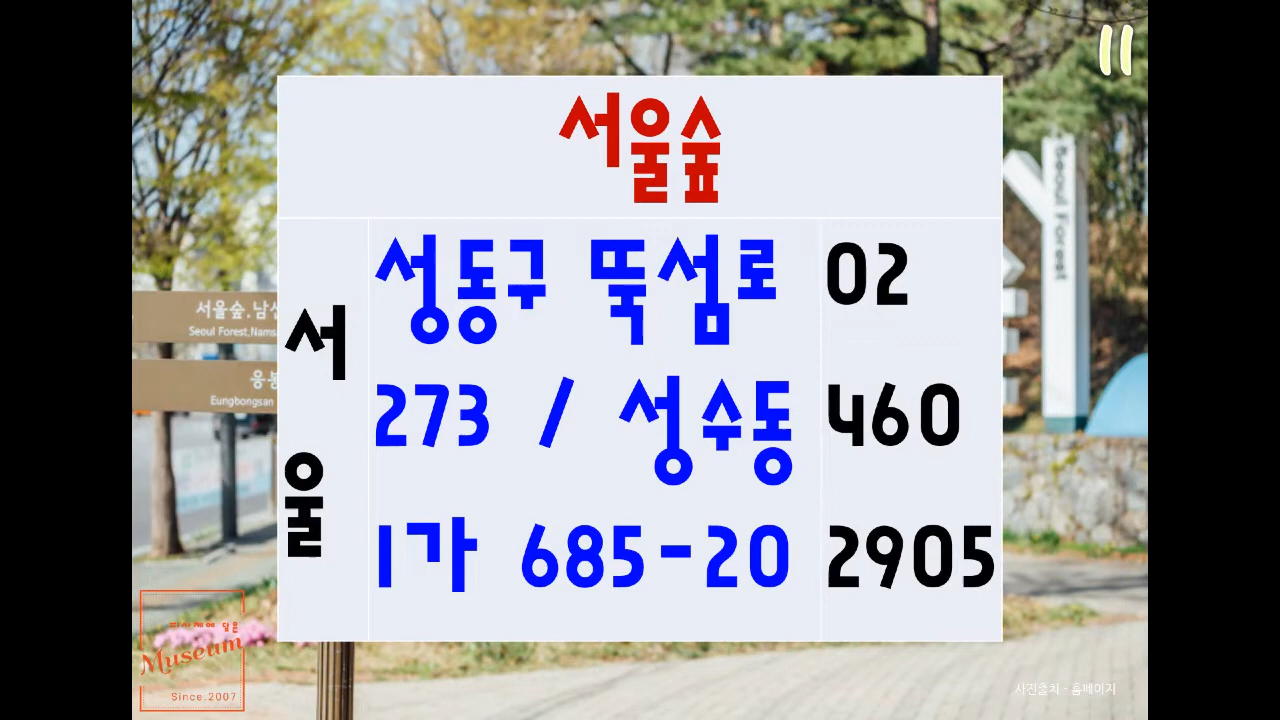 서울숲
서
울
성동구 뚝섬로
273 / 성수동
1가 685-20
02
460
2905
Seoul Forest
서울숲.남산
Seoul Forest,Nams
응봉
Eungbongsan
Museum
Since.2007
사진출처 - 홈페이지